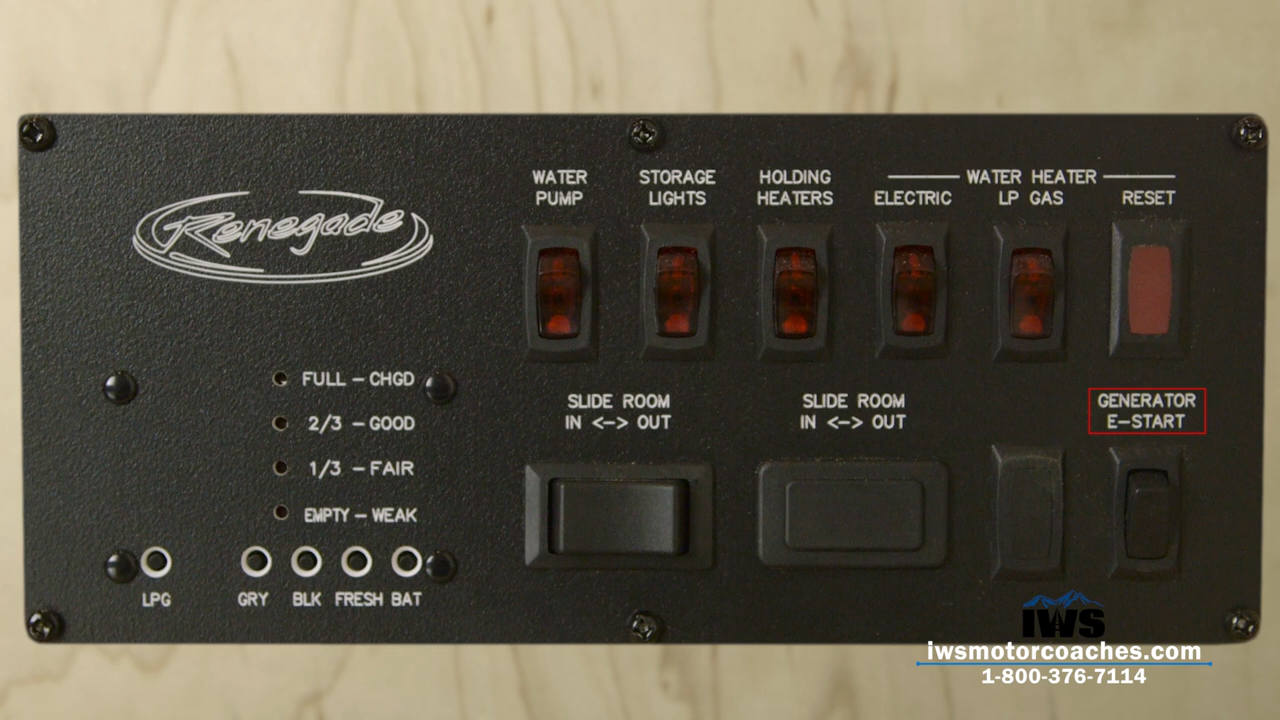 Renegade
WATER
PUMP
STORAGE
LIGHTS
HOLDING
HEATERS
WATER HEATER
ELECTRIC
LP GAS
RESET
FULL – CHGD
2/3 – GOOD
1/3 – FAIR
EMPTY – WEAK
LPG
GRY
BLK
FRESH
BAT
SLIDE ROOM
IN <-> OUT
SLIDE ROOM
IN <-> OUT
GENERATOR
E-START
IWS
iwsmotorcoaches.com
1-800-376-7114